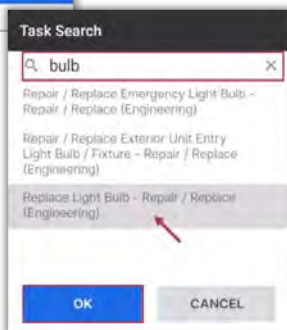 Task Search
bulb
Repair / Replace Emergency Light Bulb –
Repair / Replace (Engineering)
Repair / Replace Exterior Unit Entry
Light Bulb / Fixture – Repair / Replace
(Engineering)
Replace Light Bulb - Repair / Replace
(Engineering)
OK
CANCEL